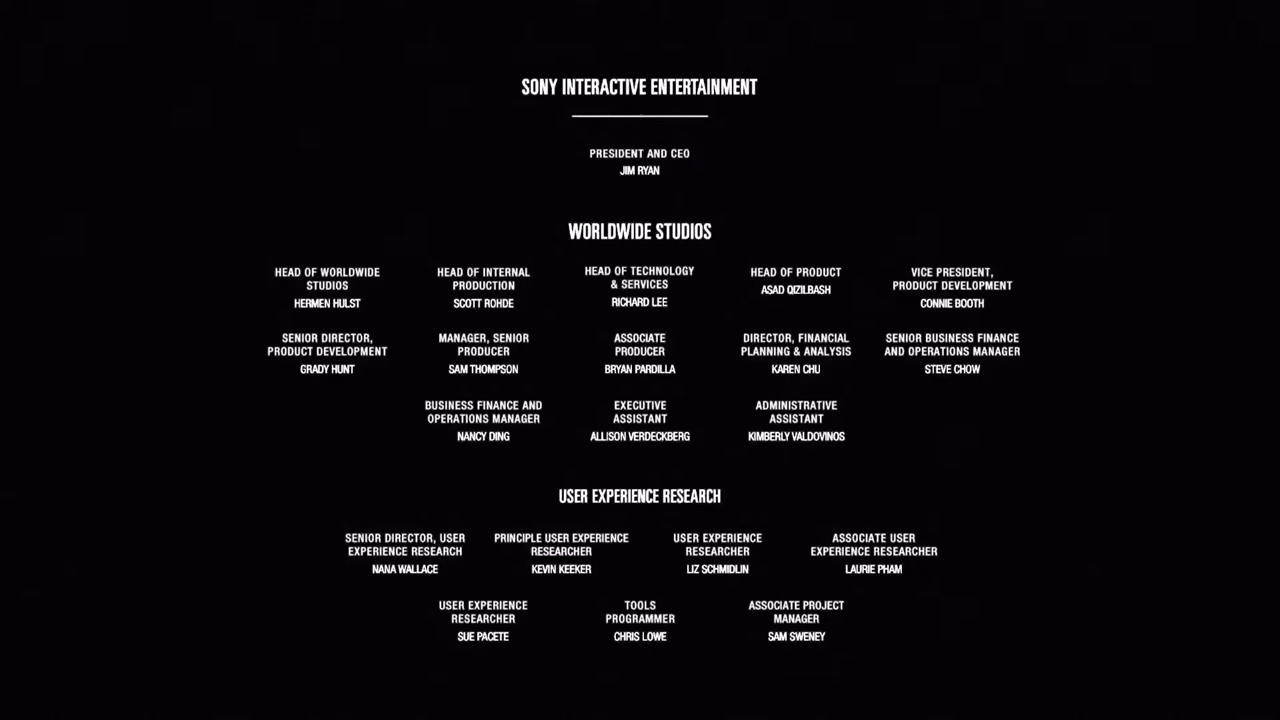 SONY INTERACTIVE ENTERTAINMENT
PRESIDENT AND CEO
JIM RYAN
WORLDWIDE STUDIOS
HEAD OF WORLDWIDE
STUDIOS
HERMEN HULST
HEAD OF INTERNAL
PRODUCTION
SCOTT ROHDE
HEAD OF TECHNOLOGY
& SERVICES
RICHARD LEE
HEAD OF PRODUCT
ASAD QIZILBASH
VICE PRESIDENT,
PRODUCT DEVELOPMENT
CONNIE BOOTH
SENIOR DIRECTOR,
PRODUCT DEVELOPMENT
GRADY HUNT
MANAGER, SENIOR
PRODUCER
SAM THOMPSON
ASSOCIATE
PRODUCER
BRYAN PARDILLA
DIRECTOR, FINANCIAL
PLANNING & ANALYSIS
KAREN CHU
SENIOR BUSINESS FINANCE
AND OPERATIONS MANAGER
STEVE CHOW
BUSINESS FINANCE AND
OPERATIONS MANAGER
NANCY DING
EXECUTIVE
ASSISTANT
ALLISON VERDECKBERG
ADMINISTRATIVE
ASSISTANT
KIMBERLY VALDOVINOS
USER EXPERIENCE RESEARCH
SENIOR DIRECTOR, USER
EXPERIENCE RESEARCH
NANA WALLACE
PRINCIPLE USER EXPERIENCE
RESEARCHER
KEVIN KEEKER
USER EXPERIENCE
RESEARCHER
LIZ SCHMIDLIN
ASSOCIATE USER
EXPERIENCE RESEARCHER
LAURIE PHAM
USER EXPERIENCE
RESEARCHER
SUE PACETE
TOOLS
PROGRAMMER
CHRIS LOWE
ASSOCIATE PROJECT
MANAGER
SAM SWENEY